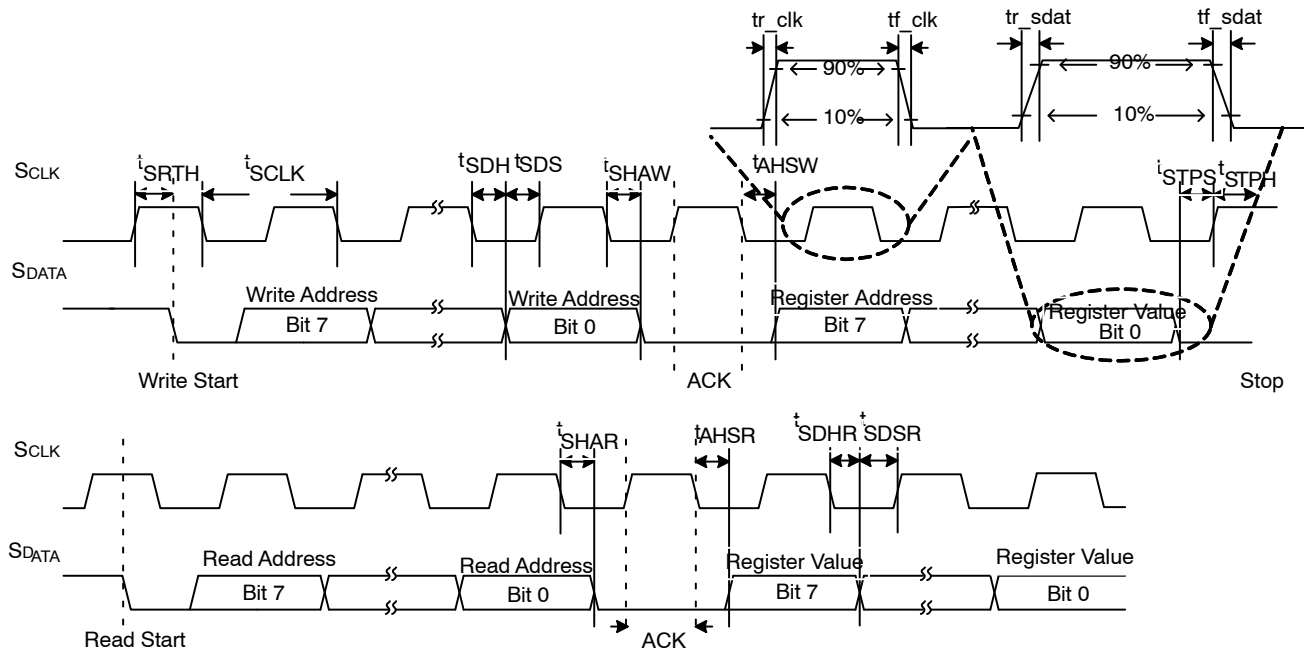 tr_clk tf_clk tr_sdat tf_sdat
90% 90%
10% 10%
SCLK tSRTH tSCLK tSDH tSDS tSHAW tAHSW tSTPS tSTPH
SDATA
Write Address Write Address Register Address Register Value
Bit 7 Bit 0 Bit 7 Bit 0
Write Start ACK Stop
SCLK tSHAR tAHSR tSDHR tSDSR
SDATA
Read Address Read Address Register Value Register Value
Bit 7 Bit 0 Bit 7 Bit 0
Read Start ACK